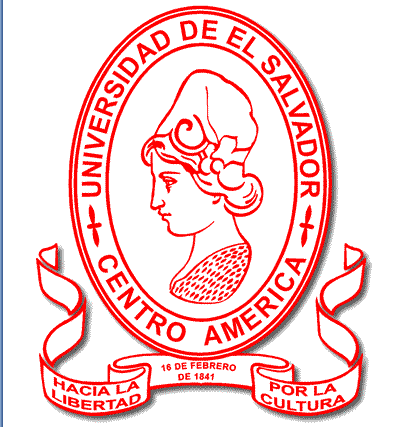 UNIVERSIDAD DE EL SALVADOR
CENTRO AMERICA
HACIA LA
LIBERTAD
16 DE FEBRERO
DE 1841
POR LA
CULTURA